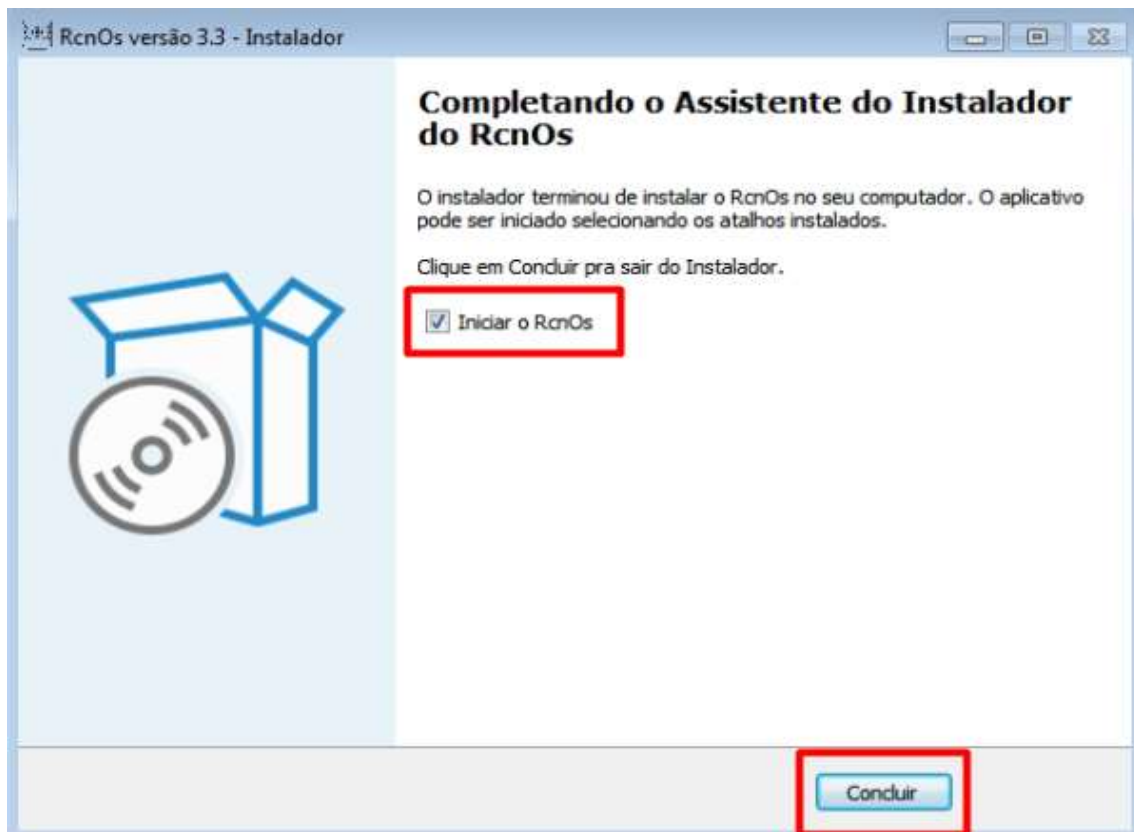 RcnOs versão 3.3 - Instalador
Completando o Assistente do Instalador
do RcnOs
O instalador terminou de instalar o RcnOs no seu computador. O aplicativo
pode ser iniciado selecionando os atalhos instalados.
Clique em Concluir pra sair do Instalador.
Iniciar o RcnOs
Concluir